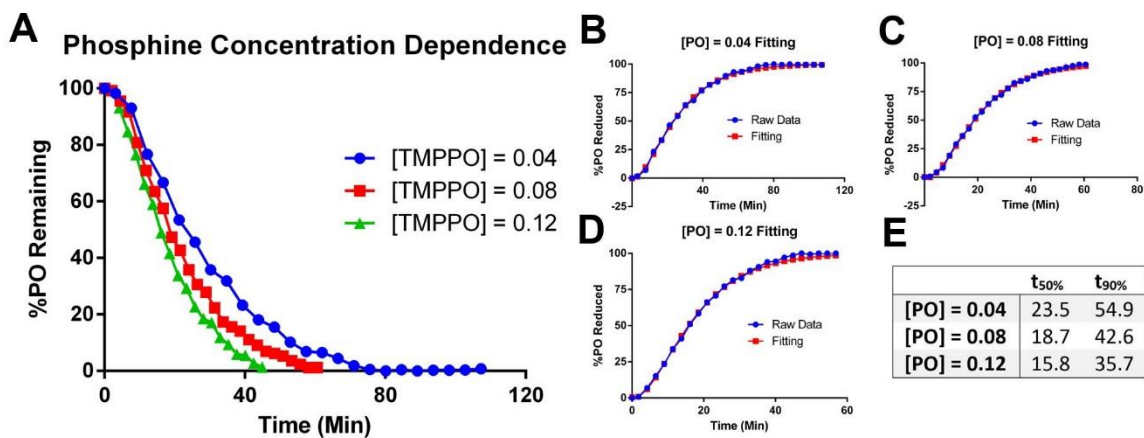 A
Phosphine Concentration Dependence
%PO Remaining
100
80
60
40
20
0
0 40 80 120
Time (Min)
[TMPPO] = 0.04
[TMPPO] = 0.08
[TMPPO] = 0.12
B
[PO] = 0.04 Fitting
%PO Reduced
100
75
50
25
0
-25
0 40 80 120
Time (Min)
Raw Data
Fitting
C
[PO] = 0.08 Fitting
%PO Reduced
100
75
50
25
0
-25
0 20 40 60 80
Time (Min)
Raw Data
Fitting
D
[PO] = 0.12 Fitting
%PO Reduced
100
75
50
25
0
0 20 40 60
Time (Min)
Raw Data
Fitting
E
t50% t90%
[PO] = 0.04 23.5 54.9
[PO] = 0.08 18.7 42.6
[PO] = 0.12 15.8 35.7